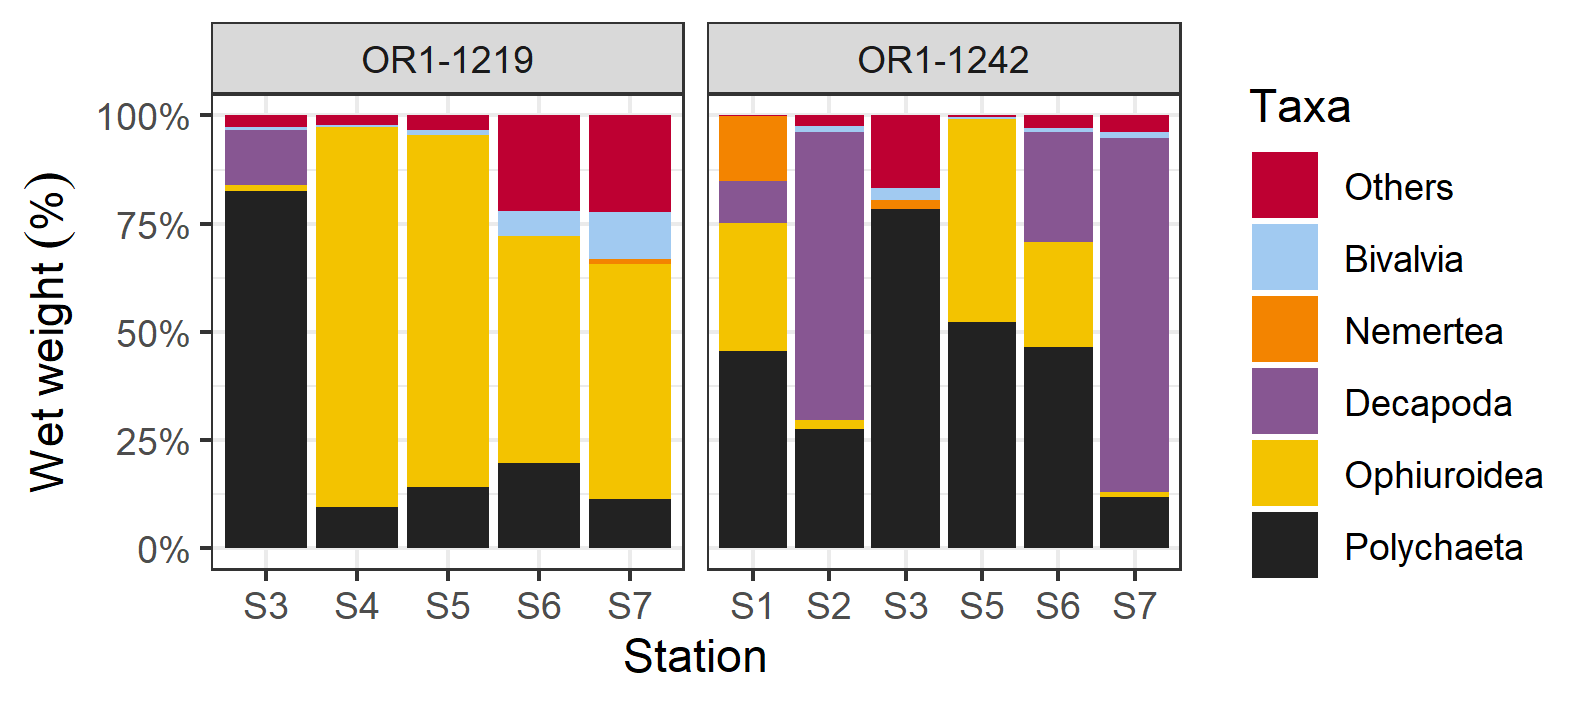 OR1-1219
OR1-1242
Wet weight (%)
100%
75%
50%
25%
0%
S3 S4 S5 S6 S7
S1 S2 S3 S5 S6 S7
Station
Taxa
Others
Bivalvia
Nemertea
Decapoda
Ophiuroidea
Polychaeta